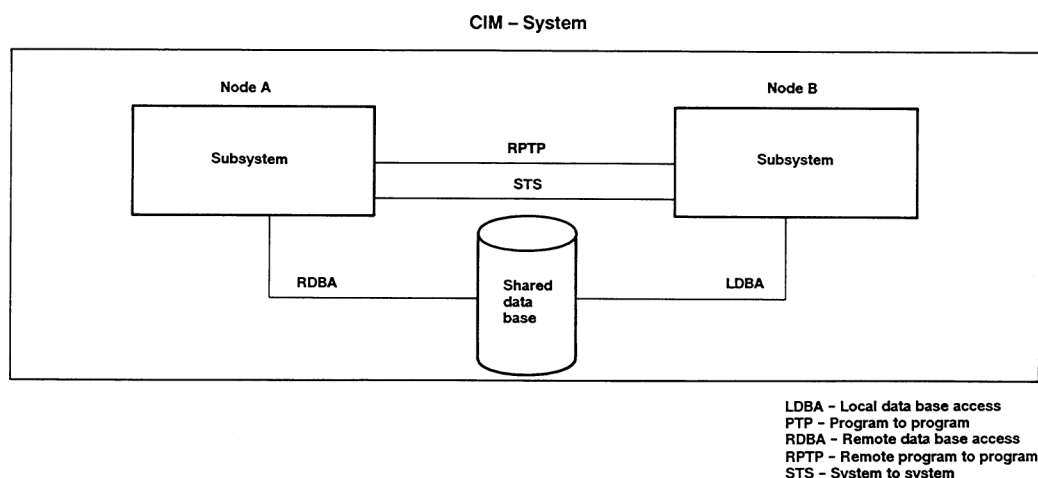 CIM – System
Node A
Node B
Subsystem
RPTP
Subsystem
STS
RDBA
Shared
data
base
LDBA
LDBA – Local data base access
PTP – Program to program
RDBA – Remote data base access
RPTP – Remote program to program
STS – System to system